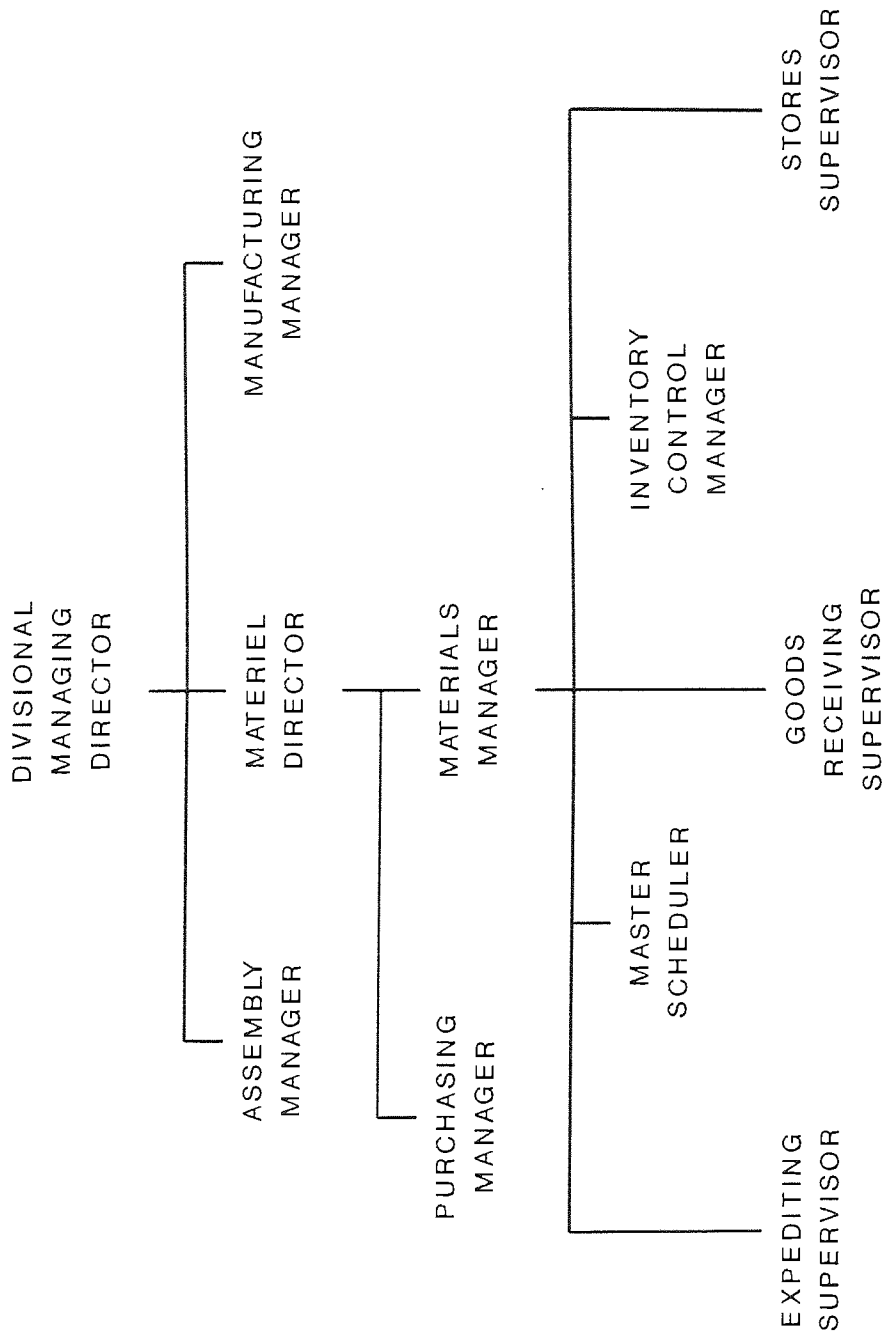 DIVISIONAL
MANAGING
DIRECTOR
ASSEMBLY
MANAGER
MATERIEL
DIRECTOR
MANUFACTURING
MANAGER
PURCHASING
MANAGER
MATERIALS
MANAGER
MASTER
SCHEDULER
INVENTORY
CONTROL
MANAGER
EXPEDITING
SUPERVISOR
GOODS
RECEIVING
SUPERVISOR
STORES
SUPERVISOR